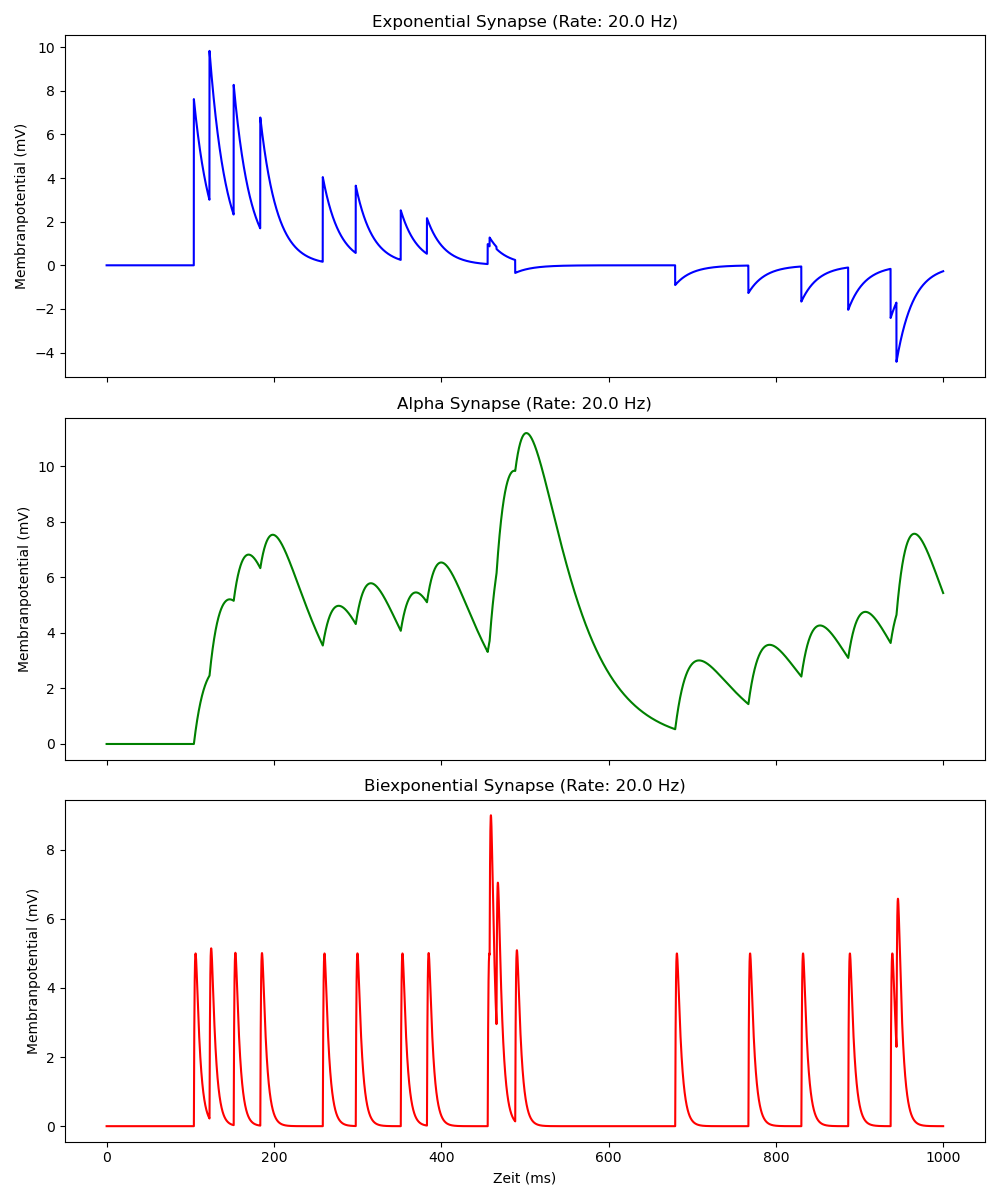 Exponential Synapse (Rate: 20.0 Hz)
Membranpotential (mV)
10
8
6
4
2
0
−2
−4
Alpha Synapse (Rate: 20.0 Hz)
Membranpotential (mV)
10
8
6
4
2
0
Biexponential Synapse (Rate: 20.0 Hz)
Membranpotential (mV)
8
6
4
2
0
0 200 400 600 800 1000
Zeit (ms)